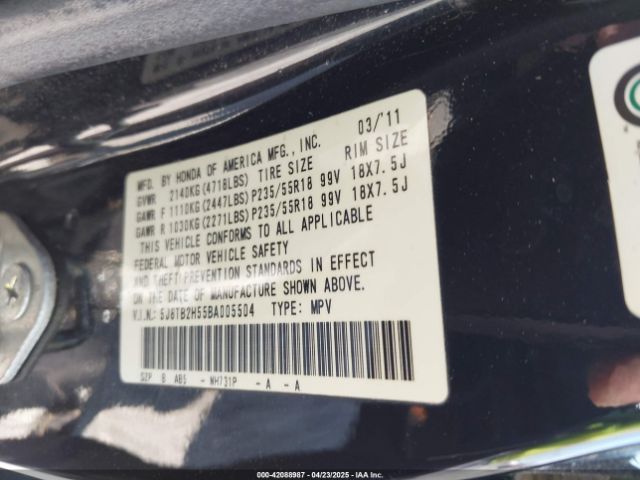 MFD. BY HONDA OF AMERICA MFG., INC. 03/'11
GVWR 2140KG(4718LBS) TIRE SIZE RIM SIZE
GAWR F 1110KG(2447LBS)P235/55R18 99V 18X7.5J
GAWR R 1030KG(2271LBS)P235/55R18 99V 18X7.5J
THIS VEHICLE CONFORMS TO ALL APPLICABLE
FEDERAL MOTOR VEHICLE SAFETY
AND THEFT PREVENTION STANDARDS IN EFFECT
ON THE DATE OF MANUFACTURE SHOWN ABOVE.
V.I.N.: 5J8TB2H55BA005504 TYPE: MPV
SZP B ABS - NH731P - A - A
000-42088987 - 04/23/2025 - IAA Inc.